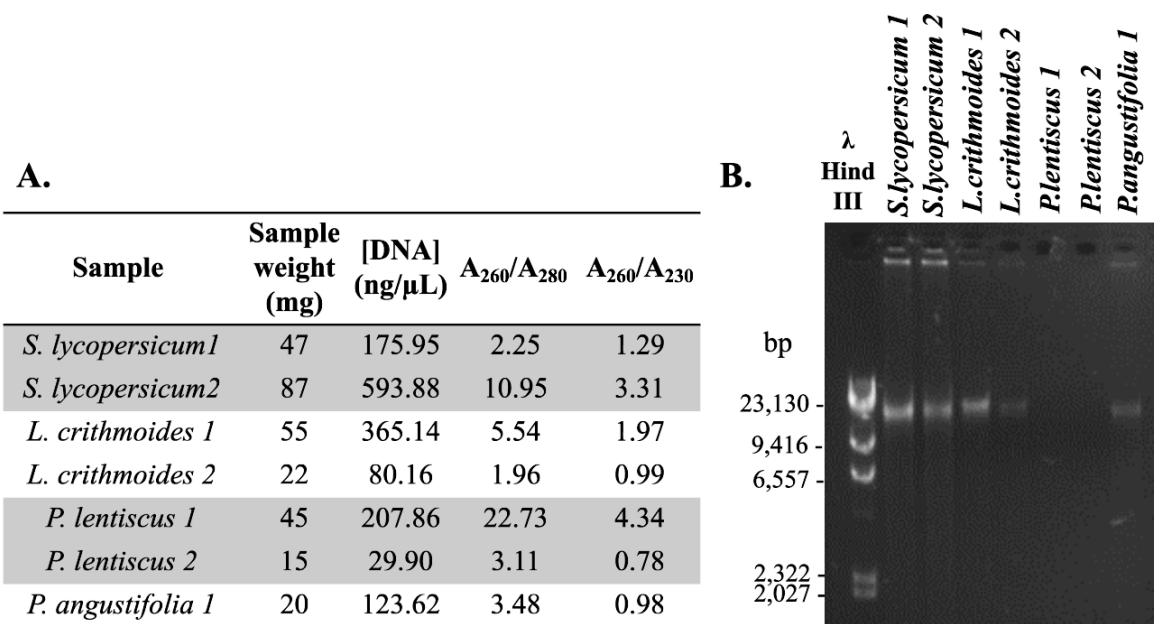 A.
Sample Sample weight (mg) [DNA] (ng/μL) A260/A280 A260/A230
S. lycopersicum1 47 175.95 2.25 1.29
S. lycopersicum2 87 593.88 10.95 3.31
L. crithmoides 1 55 365.14 5.54 1.97
L. crithmoides 2 22 80.16 1.96 0.99
P. lentiscus 1 45 207.86 22.73 4.34
P. lentiscus 2 15 29.90 3.11 0.78
P. angustifolia 1 20 123.62 3.48 0.98
B.
λ
Hind
III
S.lycopersicum 1
S.lycopersicum 2
L.crithmoides 1
L.crithmoides 2
P.lentiscus 1
P.lentiscus 2
P.angustifolia 1
bp
23,130 -
9,416 -
6,557 -
2,322 -
2,027 -